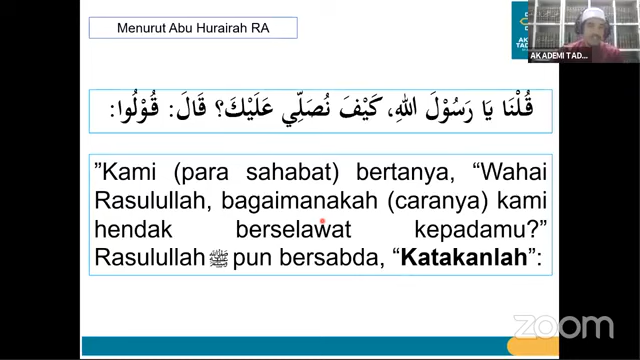 Menurut Abu Hurairah RA
AKADEMI TAD...
قُلْنَا يَا رَسُوْلَ اللهِ، كَيْفَ نُصَلِّي عَلَيْكَ؟ قَالَ: قُوْلُوا:
”Kami (para sahabat) bertanya, “Wahai
Rasulullah, bagaimanakah (caranya) kami
hendak berselawat kepadamu?”
Rasulullah ﷺ pun bersabda, “Katakanlah”:
zoom